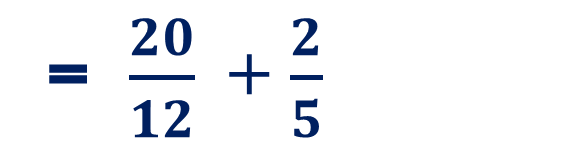 = 20/12 + 2/5